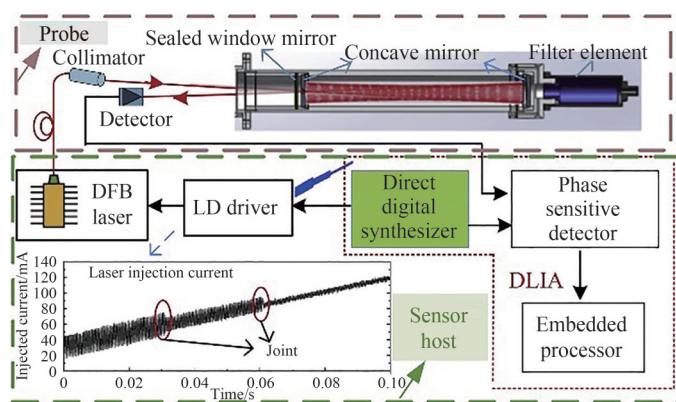 Probe
Collimator
Sealed window mirror
Concave mirror
Filter element
Detector
DFB
laser
LD driver
Direct
digital
synthesizer
Phase
sensitive
detector
DLIA
Embedded
processor
Sensor
host
Laser injection current
Injected current/mA
140
120
100
80
60
40
20
0
Joint
0
0.02
0.04
0.06
0.08
0.10
Time/s